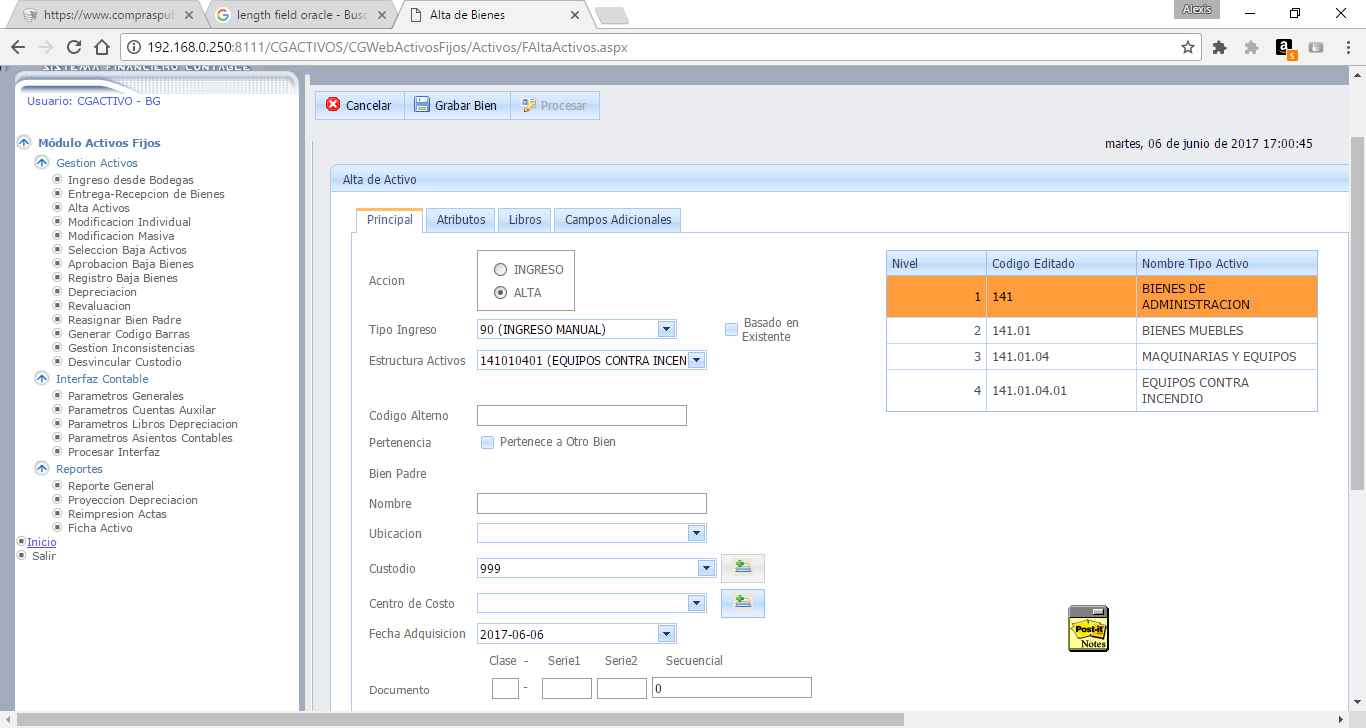 https://www.compraspub
length field oracle - Busc
Alta de Bienes
Alexis
192.168.0.250:8111/CGACTIVOS/CGWebActivosFijos/Activos/FAltaActivos.aspx
SISTEMA FINANCIERO CONTABLE
Usuario: CGACTIVO - BG
Cancelar
Grabar Bien
Procesar
martes, 06 de junio de 2017 17:00:45
Módulo Activos Fijos
Gestion Activos
Ingreso desde Bodegas
Entrega-Recepcion de Bienes
Alta Activos
Modificacion Individual
Modificacion Masiva
Seleccion Baja Activos
Aprobacion Baja Bienes
Registro Baja Bienes
Depreciacion
Revaluacion
Reasignar Bien Padre
Generar Codigo Barras
Gestion Inconsistencias
Desvincular Custodio
Interfaz Contable
Parametros Generales
Parametros Cuentas Auxilar
Parametros Libros Depreciacion
Parametros Asientos Contables
Procesar Interfaz
Reportes
Reporte General
Proyeccion Depreciacion
Reimpresion Actas
Ficha Activo
Inicio
Salir
Alta de Activo
Principal
Atributos
Libros
Campos Adicionales
Accion
INGRESO
ALTA
Tipo Ingreso
90 (INGRESO MANUAL)
Basado en
Existente
Estructura Activos
141010401 (EQUIPOS CONTRA INCEN
Codigo Alterno
Pertenencia
Pertenece a Otro Bien
Bien Padre
Nombre
Ubicacion
Custodio
999
Centro de Costo
Fecha Adquisicion
2017-06-06
Clase - Serie1 Serie2 Secuencial
Documento
- 0
Nivel Codigo Editado Nombre Tipo Activo
1 141 BIENES DE
ADMINISTRACION
2 141.01 BIENES MUEBLES
3 141.01.04 MAQUINARIAS Y EQUIPOS
4 141.01.04.01 EQUIPOS CONTRA
INCENDIO
Post-it
Notes